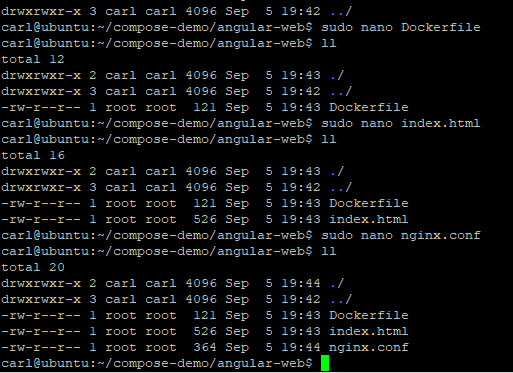 drwxrwxr-x 3 carl carl 4096 Sep  5 19:42 ../
carl@ubuntu:~/compose-demo/angular-web$ sudo nano Dockerfile
carl@ubuntu:~/compose-demo/angular-web$ ll
total 12
drwxrwxr-x 2 carl carl 4096 Sep  5 19:43 ./
drwxrwxr-x 3 carl carl 4096 Sep  5 19:42 ../
-rw-r--r-- 1 root root  121 Sep  5 19:43 Dockerfile
carl@ubuntu:~/compose-demo/angular-web$ sudo nano index.html
carl@ubuntu:~/compose-demo/angular-web$ ll
total 16
drwxrwxr-x 2 carl carl 4096 Sep  5 19:43 ./
drwxrwxr-x 3 carl carl 4096 Sep  5 19:42 ../
-rw-r--r-- 1 root root  121 Sep  5 19:43 Dockerfile
-rw-r--r-- 1 root root  526 Sep  5 19:43 index.html
carl@ubuntu:~/compose-demo/angular-web$ sudo nano nginx.conf
carl@ubuntu:~/compose-demo/angular-web$ ll
total 20
drwxrwxr-x 2 carl carl 4096 Sep  5 19:44 ./
drwxrwxr-x 3 carl carl 4096 Sep  5 19:42 ../
-rw-r--r-- 1 root root  121 Sep  5 19:43 Dockerfile
-rw-r--r-- 1 root root  526 Sep  5 19:43 index.html
-rw-r--r-- 1 root root  364 Sep  5 19:44 nginx.conf
carl@ubuntu:~/compose-demo/angular-web$